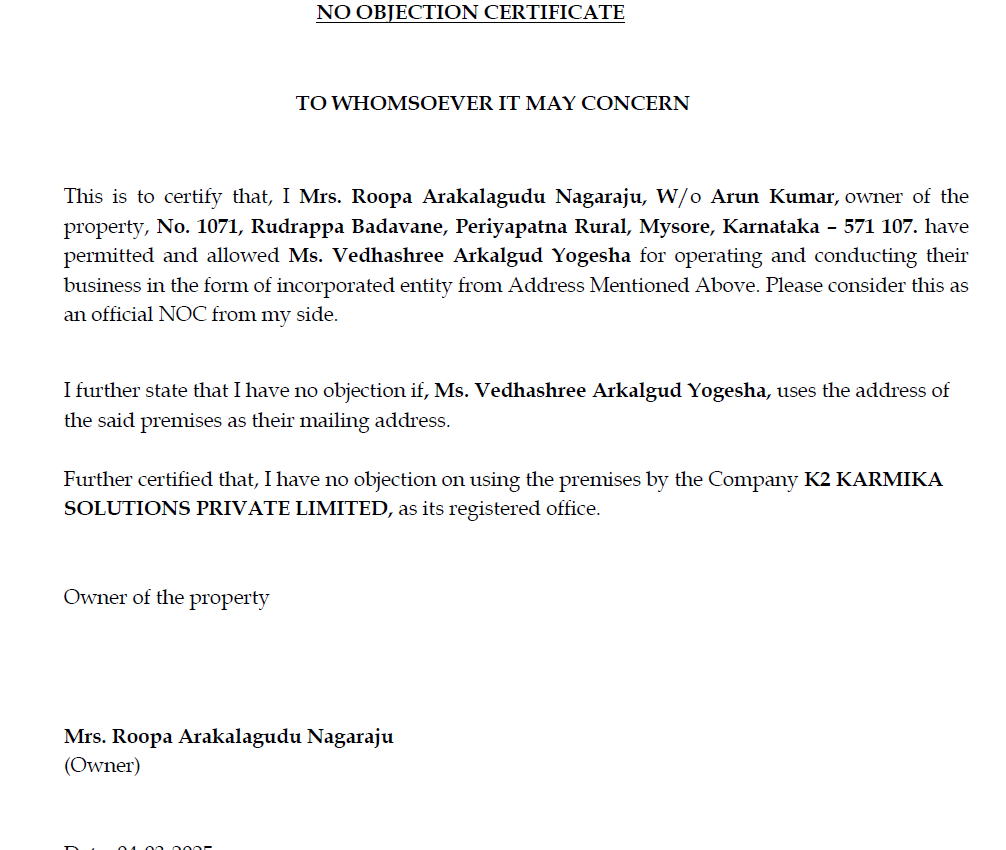 NO OBJECTION CERTIFICATE
TO WHOMSOEVER IT MAY CONCERN
This is to certify that, I Mrs. Roopa Arakalagudu Nagaraju, W/o Arun Kumar, owner of the
property, No. 1071, Rudrappa Badavane, Periyapatna Rural, Mysore, Karnataka – 571 107. have
permitted and allowed Ms. Vedhashree Arkalgud Yogesha for operating and conducting their
business in the form of incorporated entity from Address Mentioned Above. Please consider this as
an official NOC from my side.
I further state that I have no objection if, Ms. Vedhashree Arkalgud Yogesha, uses the address of
the said premises as their mailing address.
Further certified that, I have no objection on using the premises by the Company K2 KARMIKA
SOLUTIONS PRIVATE LIMITED, as its registered office.
Owner of the property
Mrs. Roopa Arakalagudu Nagaraju
(Owner)